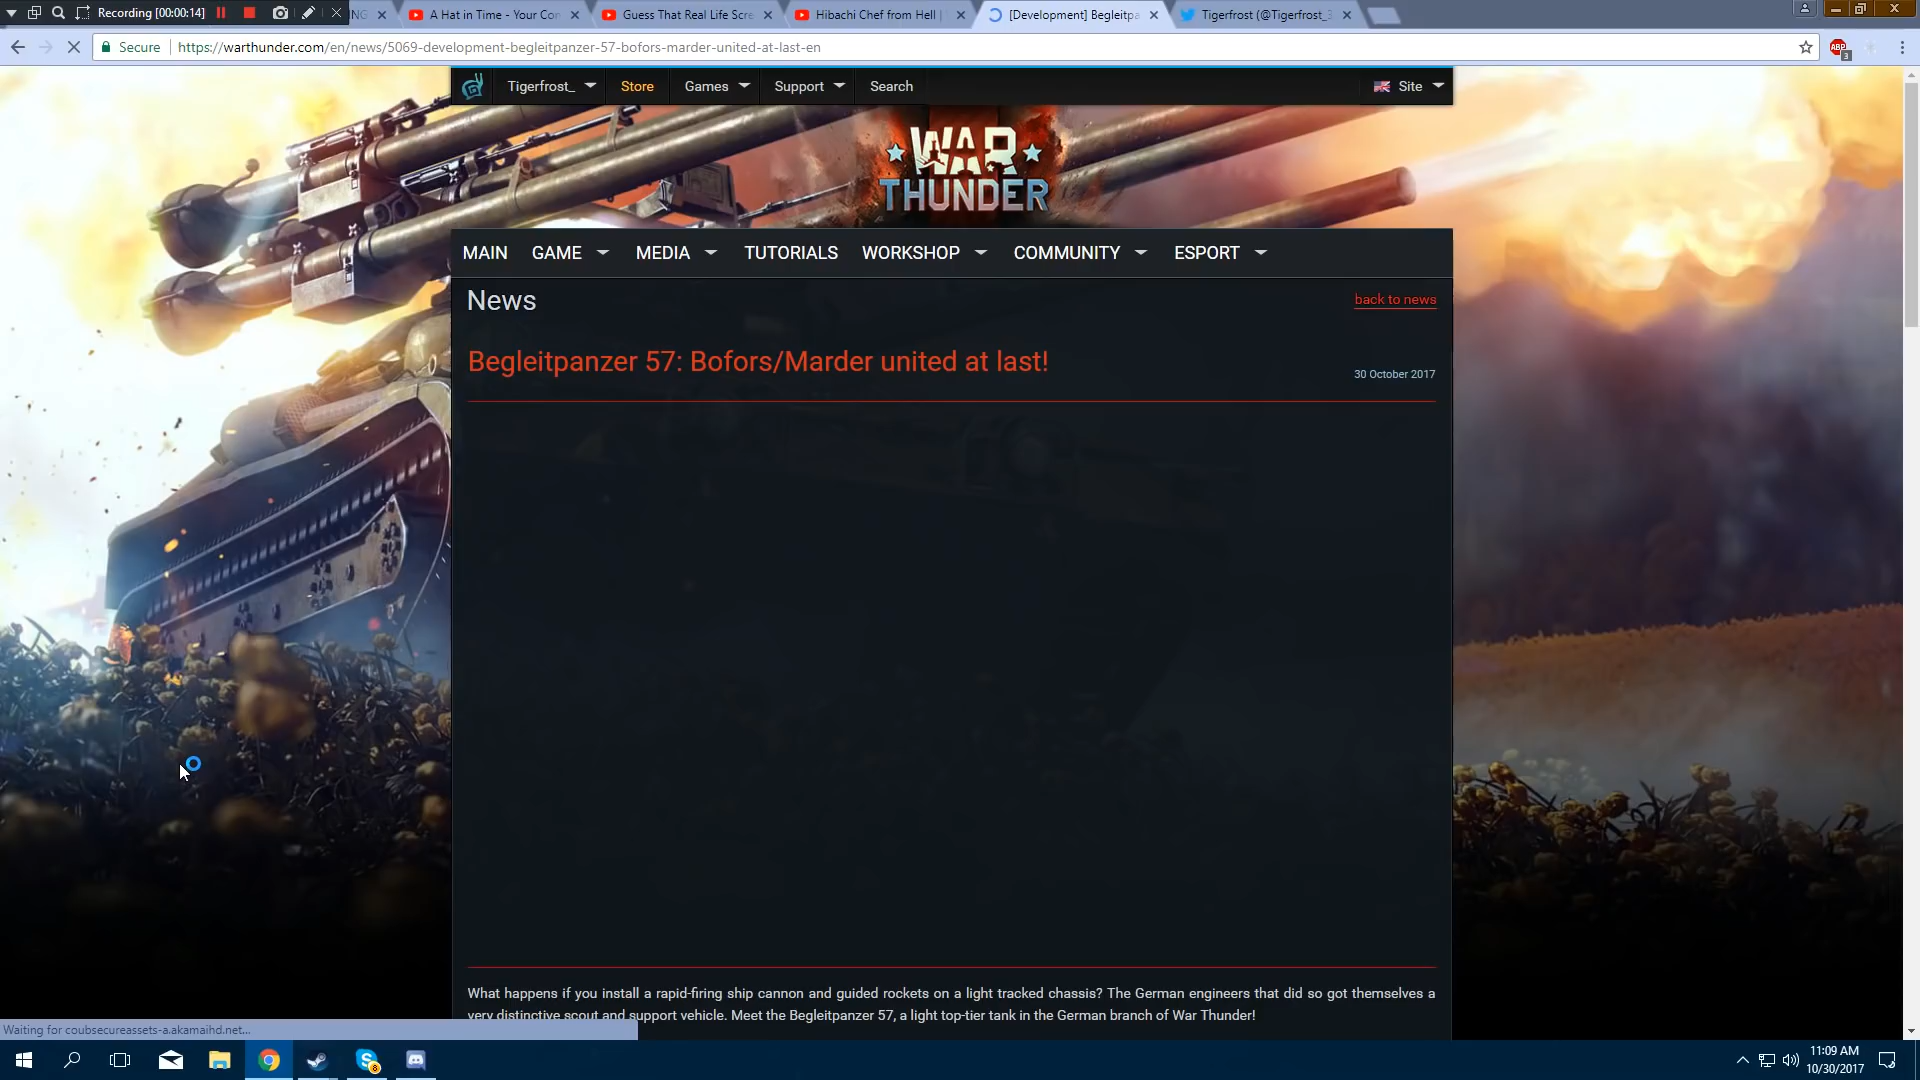 Recording [00:00:14]
NG
A Hat in Time - Your Con
Guess That Real Life Scre
Hibachi Chef from Hell |
[Development] Begleitpa
Tigerfrost (@Tigerfrost_3
Secure
https://warthunder.com/en/news/5069-development-begleitpanzer-57-bofors-marder-united-at-last-en
ABP
3
Tigerfrost_
Store
Games
Support
Search
Site
WAR
THUNDER
MAIN
GAME
MEDIA
TUTORIALS
WORKSHOP
COMMUNITY
ESPORT
News
back to news
Begleitpanzer 57: Bofors/Marder united at last!
30 October 2017
What happens if you install a rapid-firing ship cannon and guided rockets on a light tracked chassis? The German engineers that did so got themselves a
very distinctive scout and support vehicle. Meet the Begleitpanzer 57, a light top-tier tank in the German branch of War Thunder!
Waiting for coubsecureassets-a.akamaihd.net...
8
11:09 AM
10/30/2017